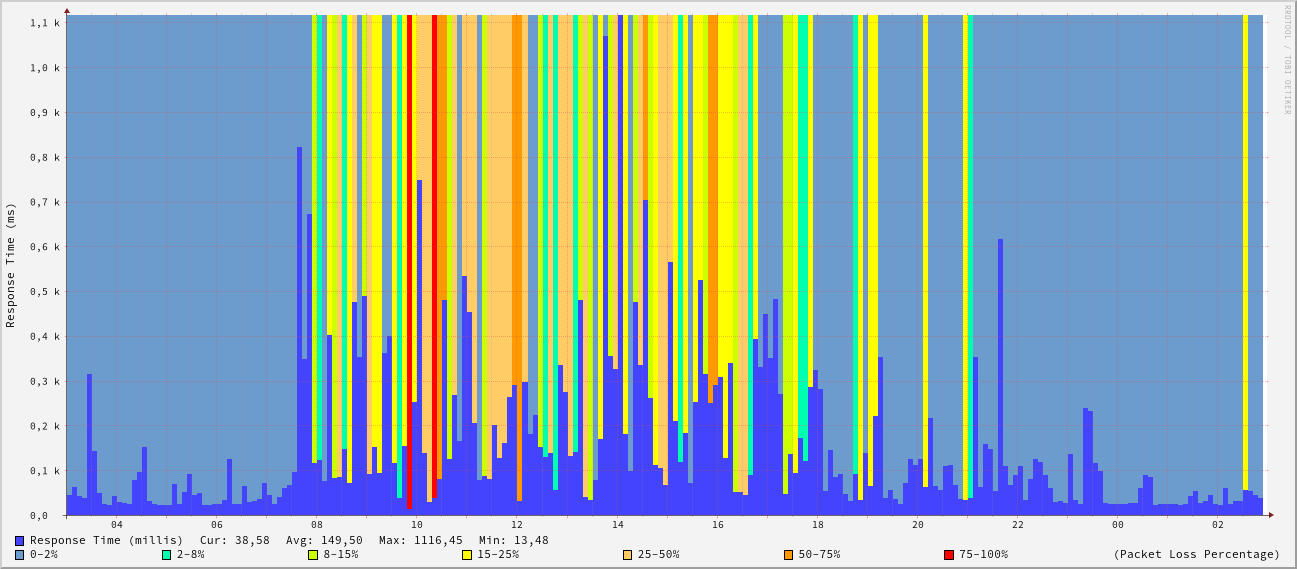 RRDTOOL / TOBI OETIKER
Response Time (ms)
1,1 k
1,0 k
0,9 k
0,8 k
0,7 k
0,6 k
0,5 k
0,4 k
0,3 k
0,2 k
0,1 k
0,0
04 06 08 10 12 14 16 18 20 22 00 02
Response Time (millis) Cur: 38,58 Avg: 149,50 Max: 1116,45 Min: 13,48
0-2% 2-8% 8-15% 15-25% 25-50% 50-75% 75-100% (Packet Loss Percentage)